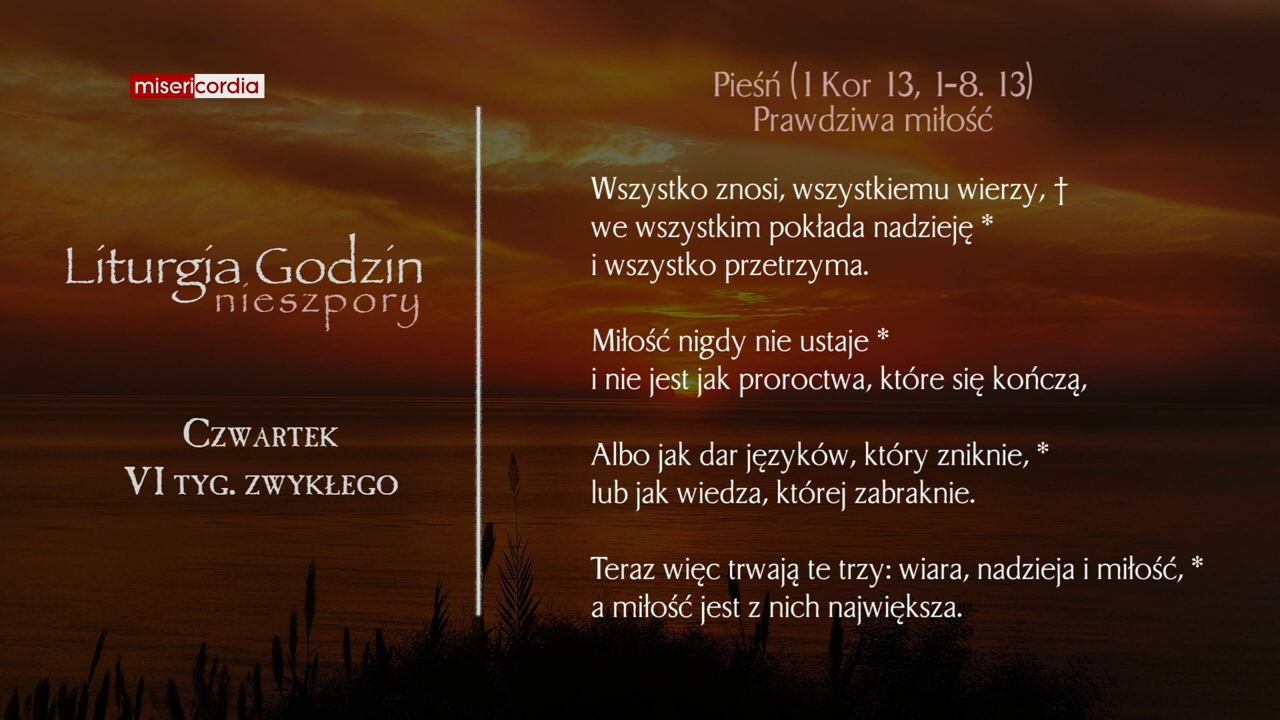 misericordia
Liturgia Godzin
nieszpory
Czwartek
VI tyg. zwykłego
Pieśń (1 Kor 13, 1-8. 13)
Prawdziwa miłość
Wszystko znosi, wszystkiemu wierzy, †
we wszystkim pokłada nadzieję *
i wszystko przetrzyma.
Miłość nigdy nie ustaje *
i nie jest jak proroctwa, które się kończą,
Albo jak dar języków, który zniknie, *
lub jak wiedza, której zabraknie.
Teraz więc trwają te trzy: wiara, nadzieja i miłość, *
a miłość jest z nich największa.